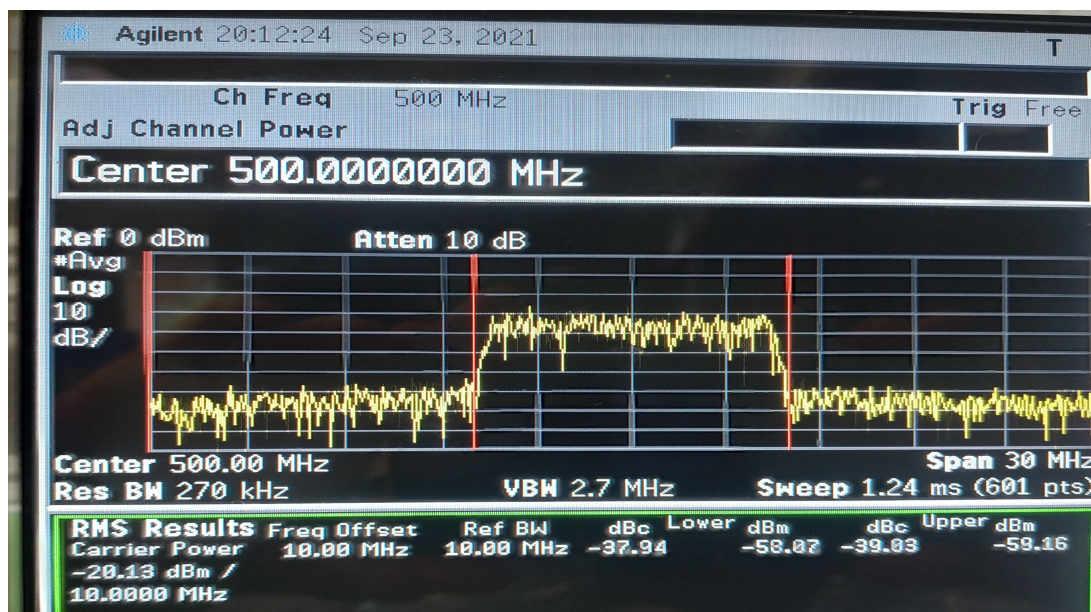 Agilent 20:12:24 Sep 23, 2021
T
Ch Freq 500 MHz
Trig Free
Adj Channel Power
Center 500.0000000 MHz
Ref 0 dBm Atten 10 dB
#Avg
Log
10
dB/
Center 500.00 MHz Span 30 MHz
Res BW 270 kHz VBW 2.7 MHz Sweep 1.24 ms (601 pts)
RMS Results Freq Offset Ref BW dBc Lower dBm dBc Upper dBm
Carrier Power 10.00 MHz 10.00 MHz -37.94 -58.07 -39.03 -59.16
-20.13 dBm /
10.0000 MHz